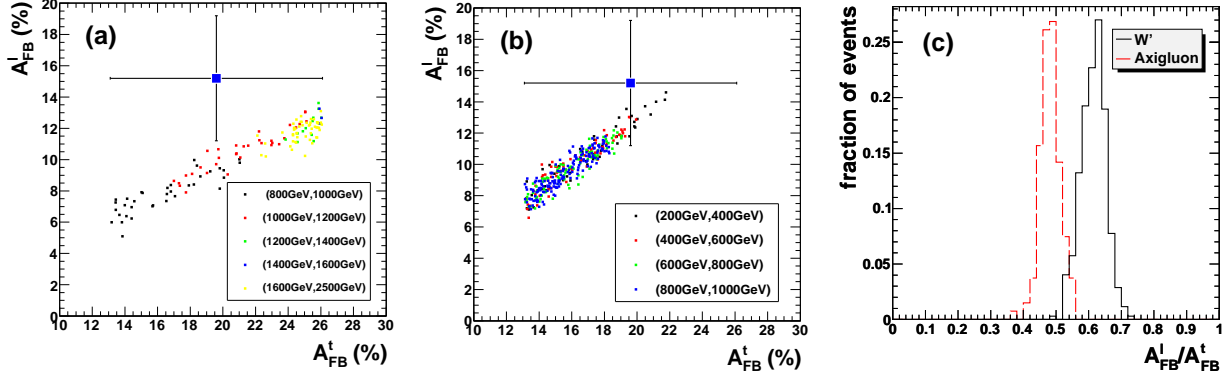 A^l_FB (%)
20
18
16
14
12
10
8
6
4
2
0
(a)
(800GeV,1000GeV)
(1000GeV,1200GeV)
(1200GeV,1400GeV)
(1400GeV,1600GeV)
(1600GeV,2500GeV)
10 12 14 16 18 20 22 24 26 28 30
A^t_FB (%)
A^l_FB (%)
20
18
16
14
12
10
8
6
4
2
0
(b)
(200GeV,400GeV)
(400GeV,600GeV)
(600GeV,800GeV)
(800GeV,1000GeV)
10 12 14 16 18 20 22 24 26 28 30
A^t_FB (%)
fraction of events
0.25
0.2
0.15
0.1
0.05
0
(c)
W'
Axigluon
0 0.1 0.2 0.3 0.4 0.5 0.6 0.7 0.8 0.9 1
A^l_FB/A^t_FB